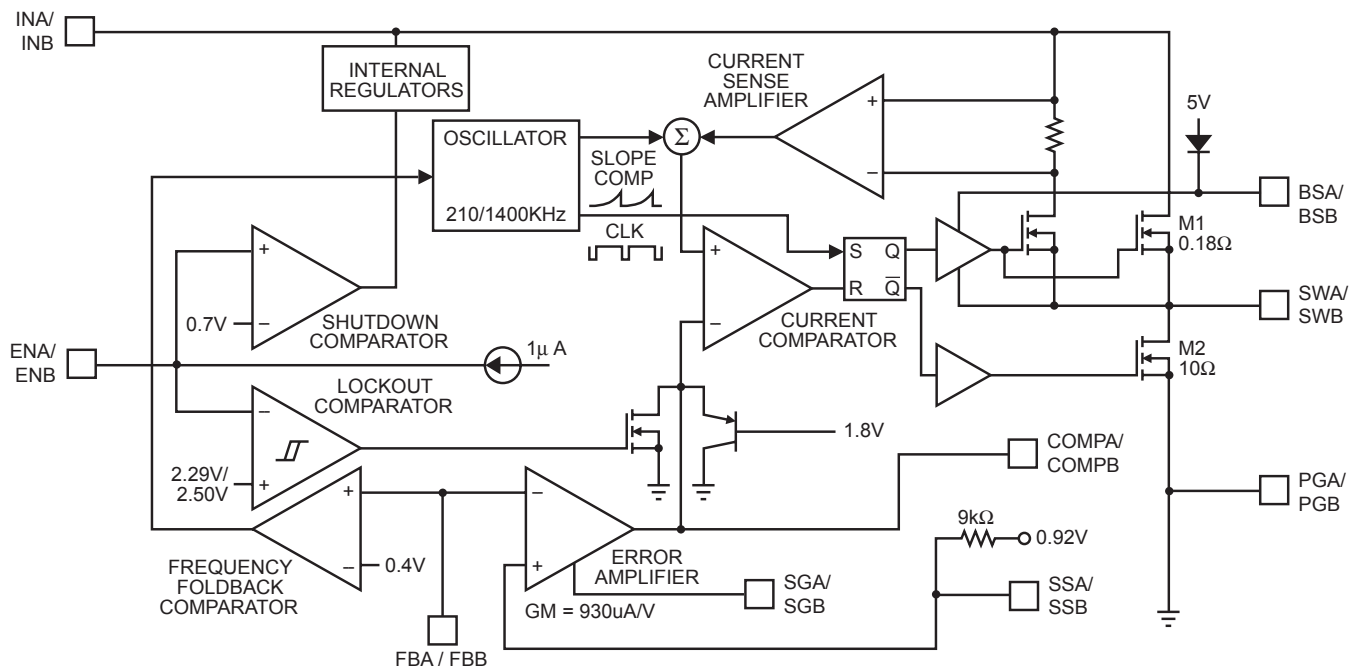 INA/
INB
INTERNAL
REGULATORS
CURRENT
SENSE
AMPLIFIER
+
−
5V
OSCILLATOR
210/1400KHz
Σ
SLOPE
COMP
CLK
BSA/
BSB
M1
0.18Ω
+
−
0.7V
SHUTDOWN
COMPARATOR
+
−
CURRENT
COMPARATOR
S
Q
R
Q̅
SWA/
SWB
M2
10Ω
ENA/
ENB
1μ A
LOCKOUT
COMPARATOR
−
+
2.29V/
2.50V
1.8V
COMPA/
COMPB
PGA/
PGB
+
−
0.4V
FREQUENCY
FOLDBACK
COMPARATOR
−
+
ERROR
AMPLIFIER
GM = 930uA/V
9kΩ
0.92V
SGA/
SGB
SSA/
SSB
FBA / FBB